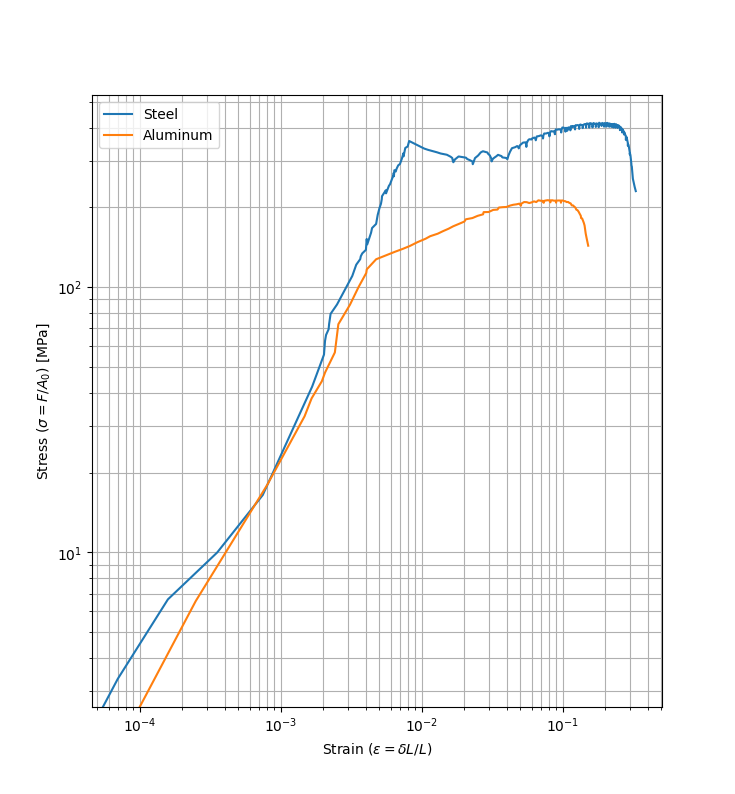 Steel
Aluminum
Stress (σ = F/A₀) [MPa]
10²
10¹
10⁻⁴
10⁻³
10⁻²
10⁻¹
Strain (ε = δL/L)